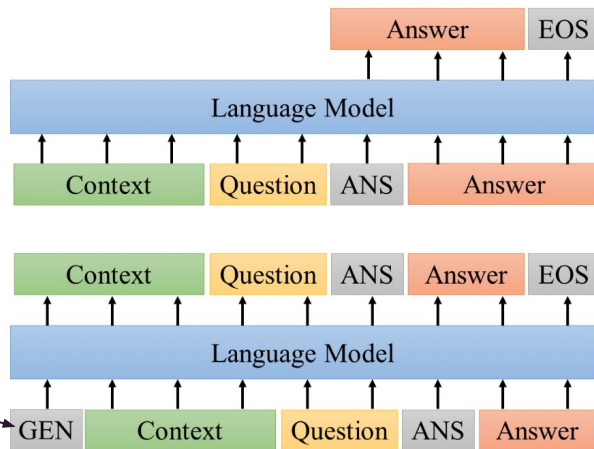 Answer EOS
Language Model
Context Question ANS Answer
Context Question ANS Answer EOS
Language Model
GEN Context Question ANS Answer